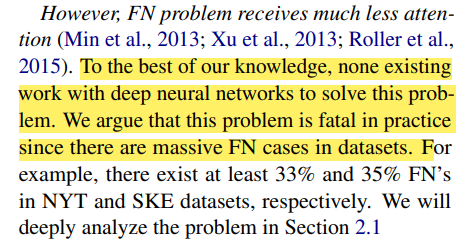 However, FN problem receives much less atten-
tion (Min et al., 2013; Xu et al., 2013; Roller et al.,
2015). To the best of our knowledge, none existing
work with deep neural networks to solve this prob-
lem. We argue that this problem is fatal in practice
since there are massive FN cases in datasets. For
example, there exist at least 33% and 35% FN's
in NYT and SKE datasets, respectively. We will
deeply analyze the problem in Section 2.1